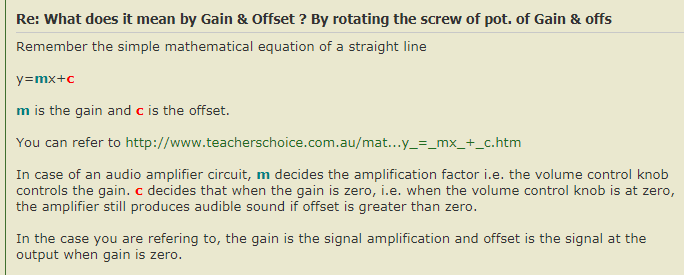 Re: What does it mean by Gain & Offset ? By rotating the screw of pot. of Gain & offs
Remember the simple mathematical equation of a straight line
y=mx+c
m is the gain and c is the offset.
You can refer to http://www.teacherschoice.com.au/mat...y_=_mx_+_c.htm
In case of an audio amplifier circuit, m decides the amplification factor i.e. the volume control knob
controls the gain. c decides that when the gain is zero, i.e. when the volume control knob is at zero,
the amplifier still produces audible sound if offset is greater than zero.
In the case you are refering to, the gain is the signal amplification and offset is the signal at the
output when gain is zero.